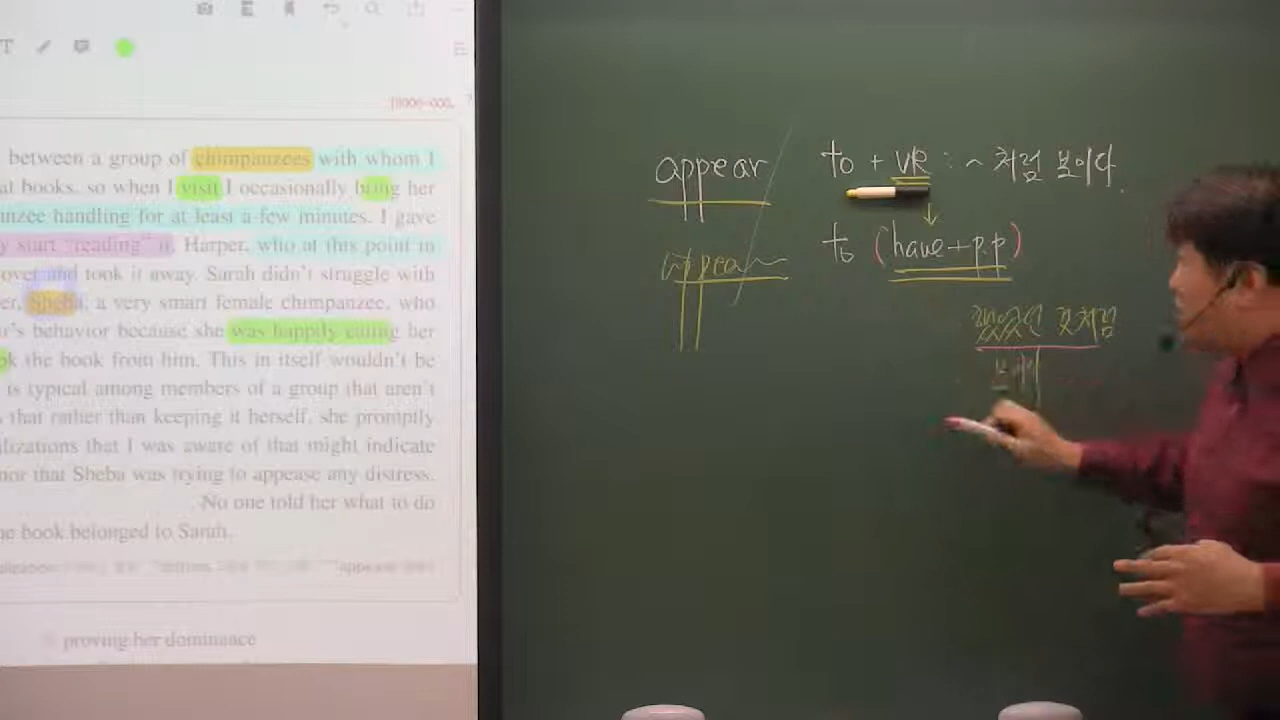 between a group of chimpanzees with whom I
at books, so when I visit I occasionally bring her
anzee handling for at least a few minutes. I gave
y start "reading" it. Harper, who at this point in
over and took it away. Sarah didn't struggle with
er, Sheba, a very smart female chimpanzee, who
r's behavior because she was happily eating her
ok the book from him. This in itself wouldn't be
is typical among members of a group that aren't
that rather than keeping it herself, she promptly
ilizations that I was aware of that might indicate
nor that Sheba was trying to appease any distress.
No one told her what to do
he book belonged to Sarah.
proving her dominance
appear to + VR : ~ 처럼 보이다.
appear to (have + p.p)
했었던 것처럼
보이다